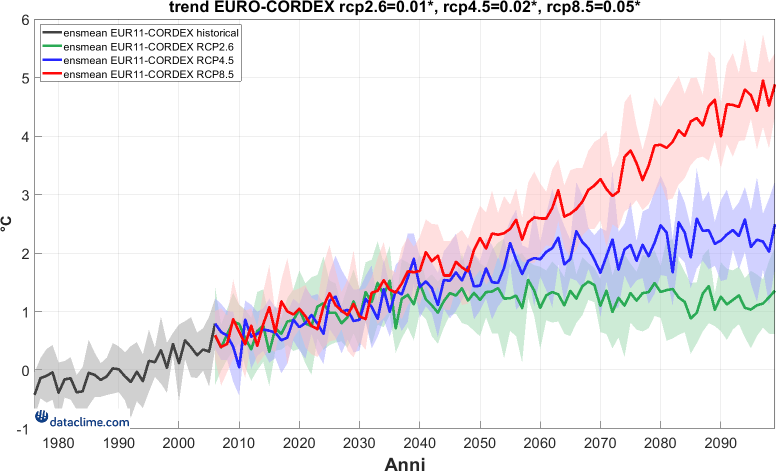 trend EURO-CORDEX rcp2.6=0.01*, rcp4.5=0.02*, rcp8.5=0.05*
ensmean EUR11-CORDEX historical
ensmean EUR11-CORDEX RCP2.6
ensmean EUR11-CORDEX RCP4.5
ensmean EUR11-CORDEX RCP8.5
6
5
4
3
2
1
0
-1
°C
dataclime.com
1980 1990 2000 2010 2020 2030 2040 2050 2060 2070 2080 2090
Anni